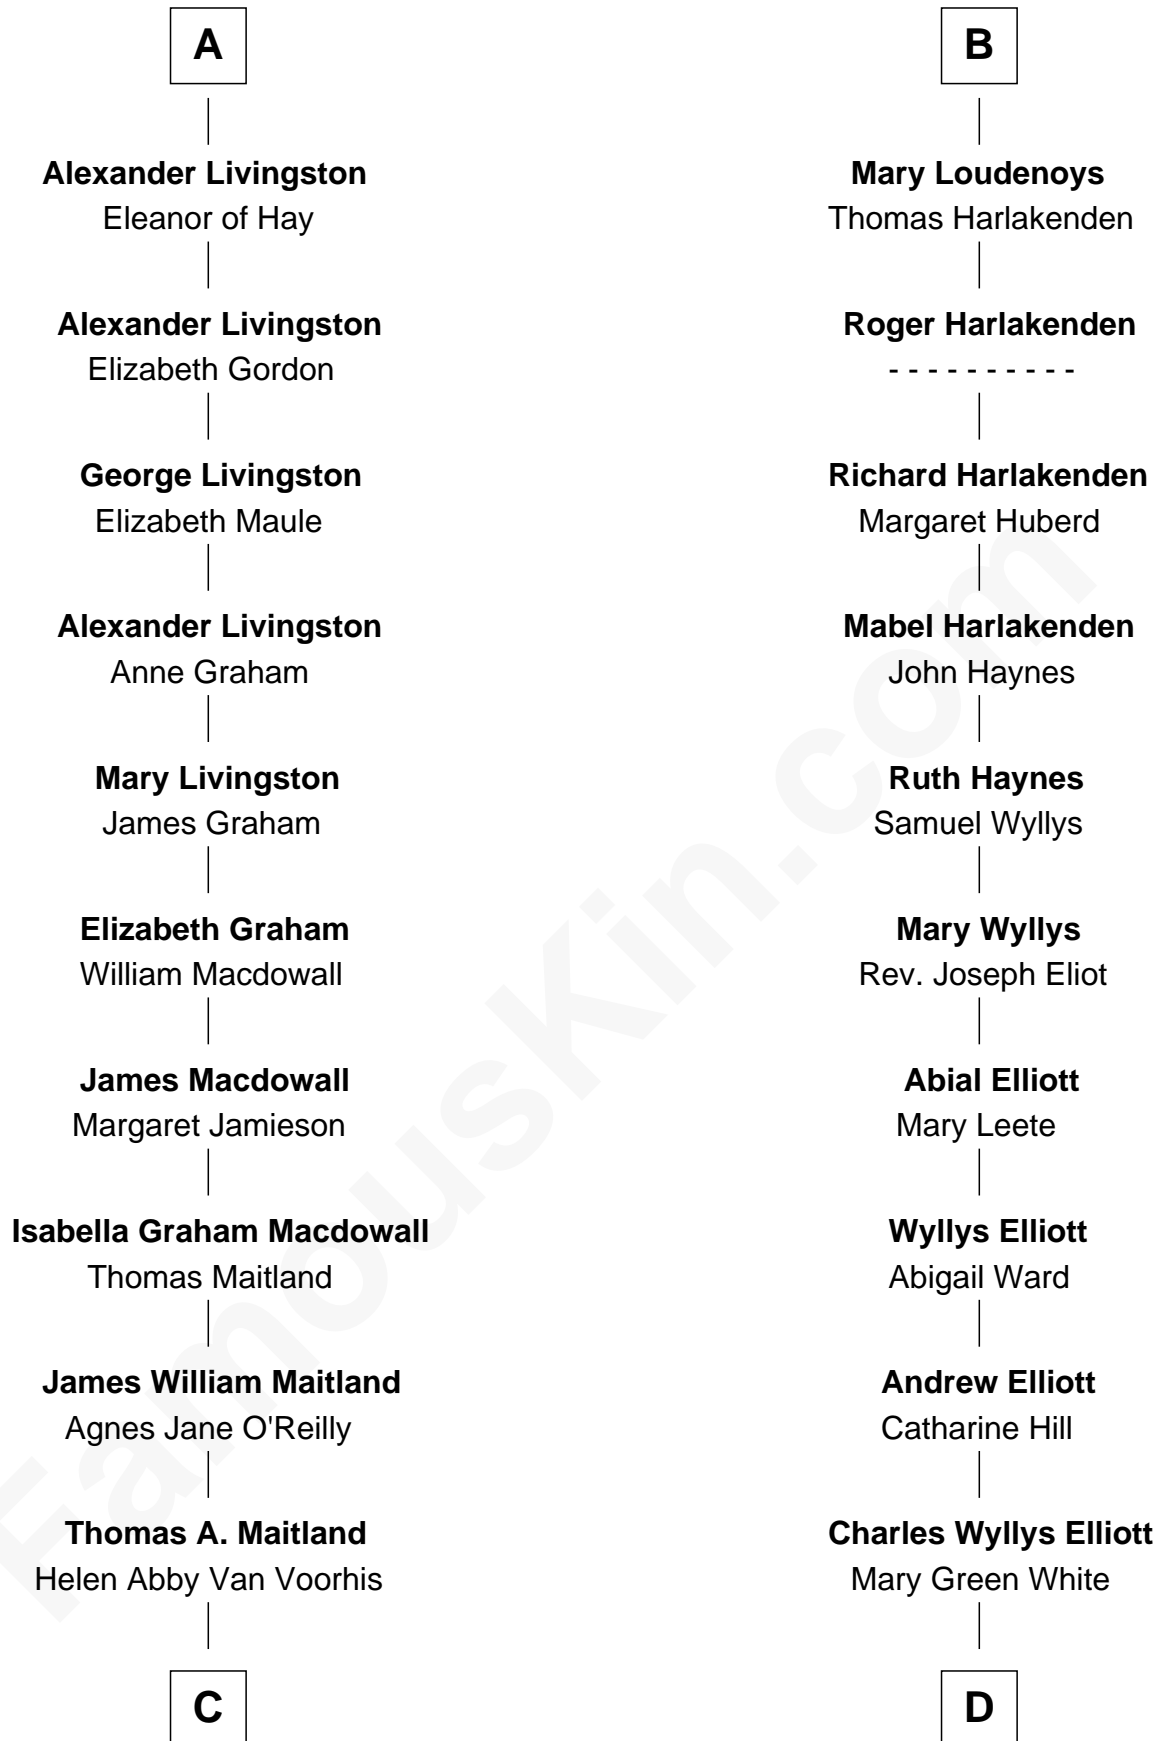 A
Alexander Livingston
Eleanor of Hay
Alexander Livingston
Elizabeth Gordon
George Livingston
Elizabeth Maule
Alexander Livingston
Anne Graham
Mary Livingston
James Graham
Elizabeth Graham
William Macdowall
James Macdowall
Margaret Jamieson
Isabella Graham Macdowall
Thomas Maitland
James William Maitland
Agnes Jane O'Reilly
Thomas A. Maitland
Helen Abby Van Voorhis
C
B
Mary Loudenoys
Thomas Harlakenden
Roger Harlakenden
- - - - - - - - - -
Richard Harlakenden
Margaret Huberd
Mabel Harlakenden
John Haynes
Ruth Haynes
Samuel Wyllys
Mary Wyllys
Rev. Joseph Eliot
Abial Elliott
Mary Leete
Wyllys Elliott
Abigail Ward
Andrew Elliott
Catharine Hill
Charles Wyllys Elliott
Mary Green White
D
FamousKin.com